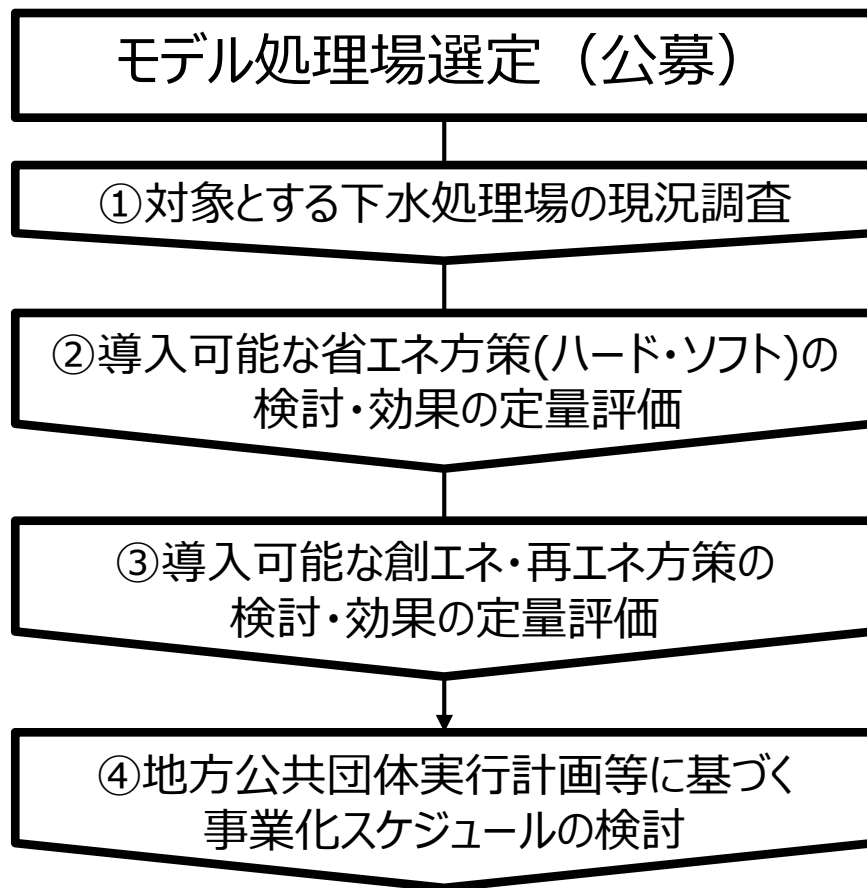 モデル処理場選定（公募）
①対象とする下水処理場の現況調査
②導入可能な省エネ方策(ハード・ソフト)の
検討・効果の定量評価
③導入可能な創エネ・再エネ方策の
検討・効果の定量評価
④地方公共団体実行計画等に基づく
事業化スケジュールの検討